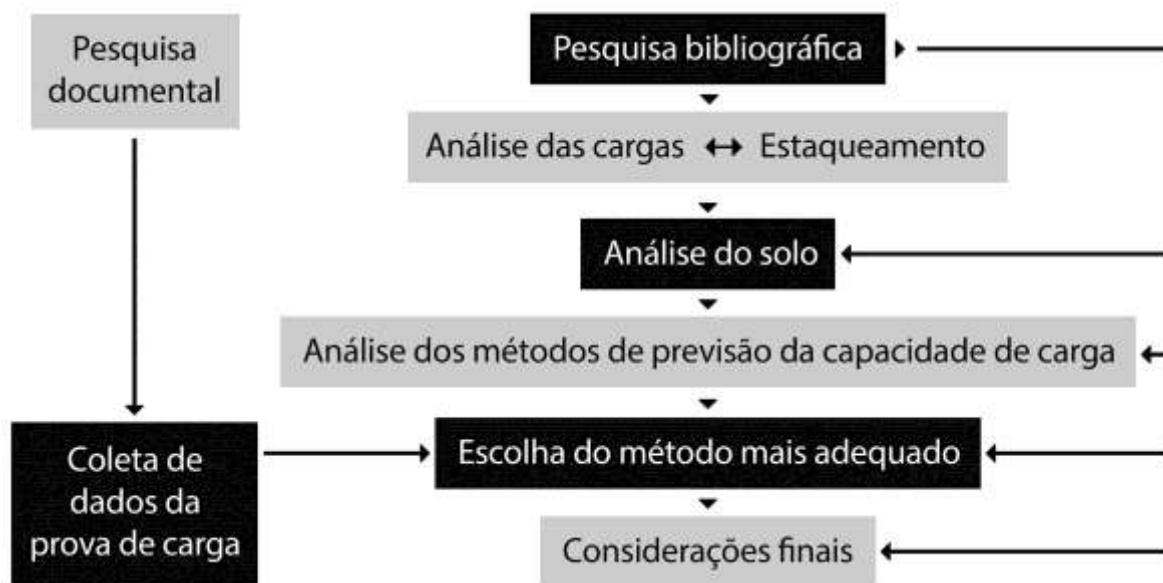 Pesquisa
documental
Pesquisa bibliográfica
Análise das cargas ↔ Estaqueamento
Análise do solo
Análise dos métodos de previsão da capacidade de carga
Coleta de
dados da
prova de carga
Escolha do método mais adequado
Considerações finais